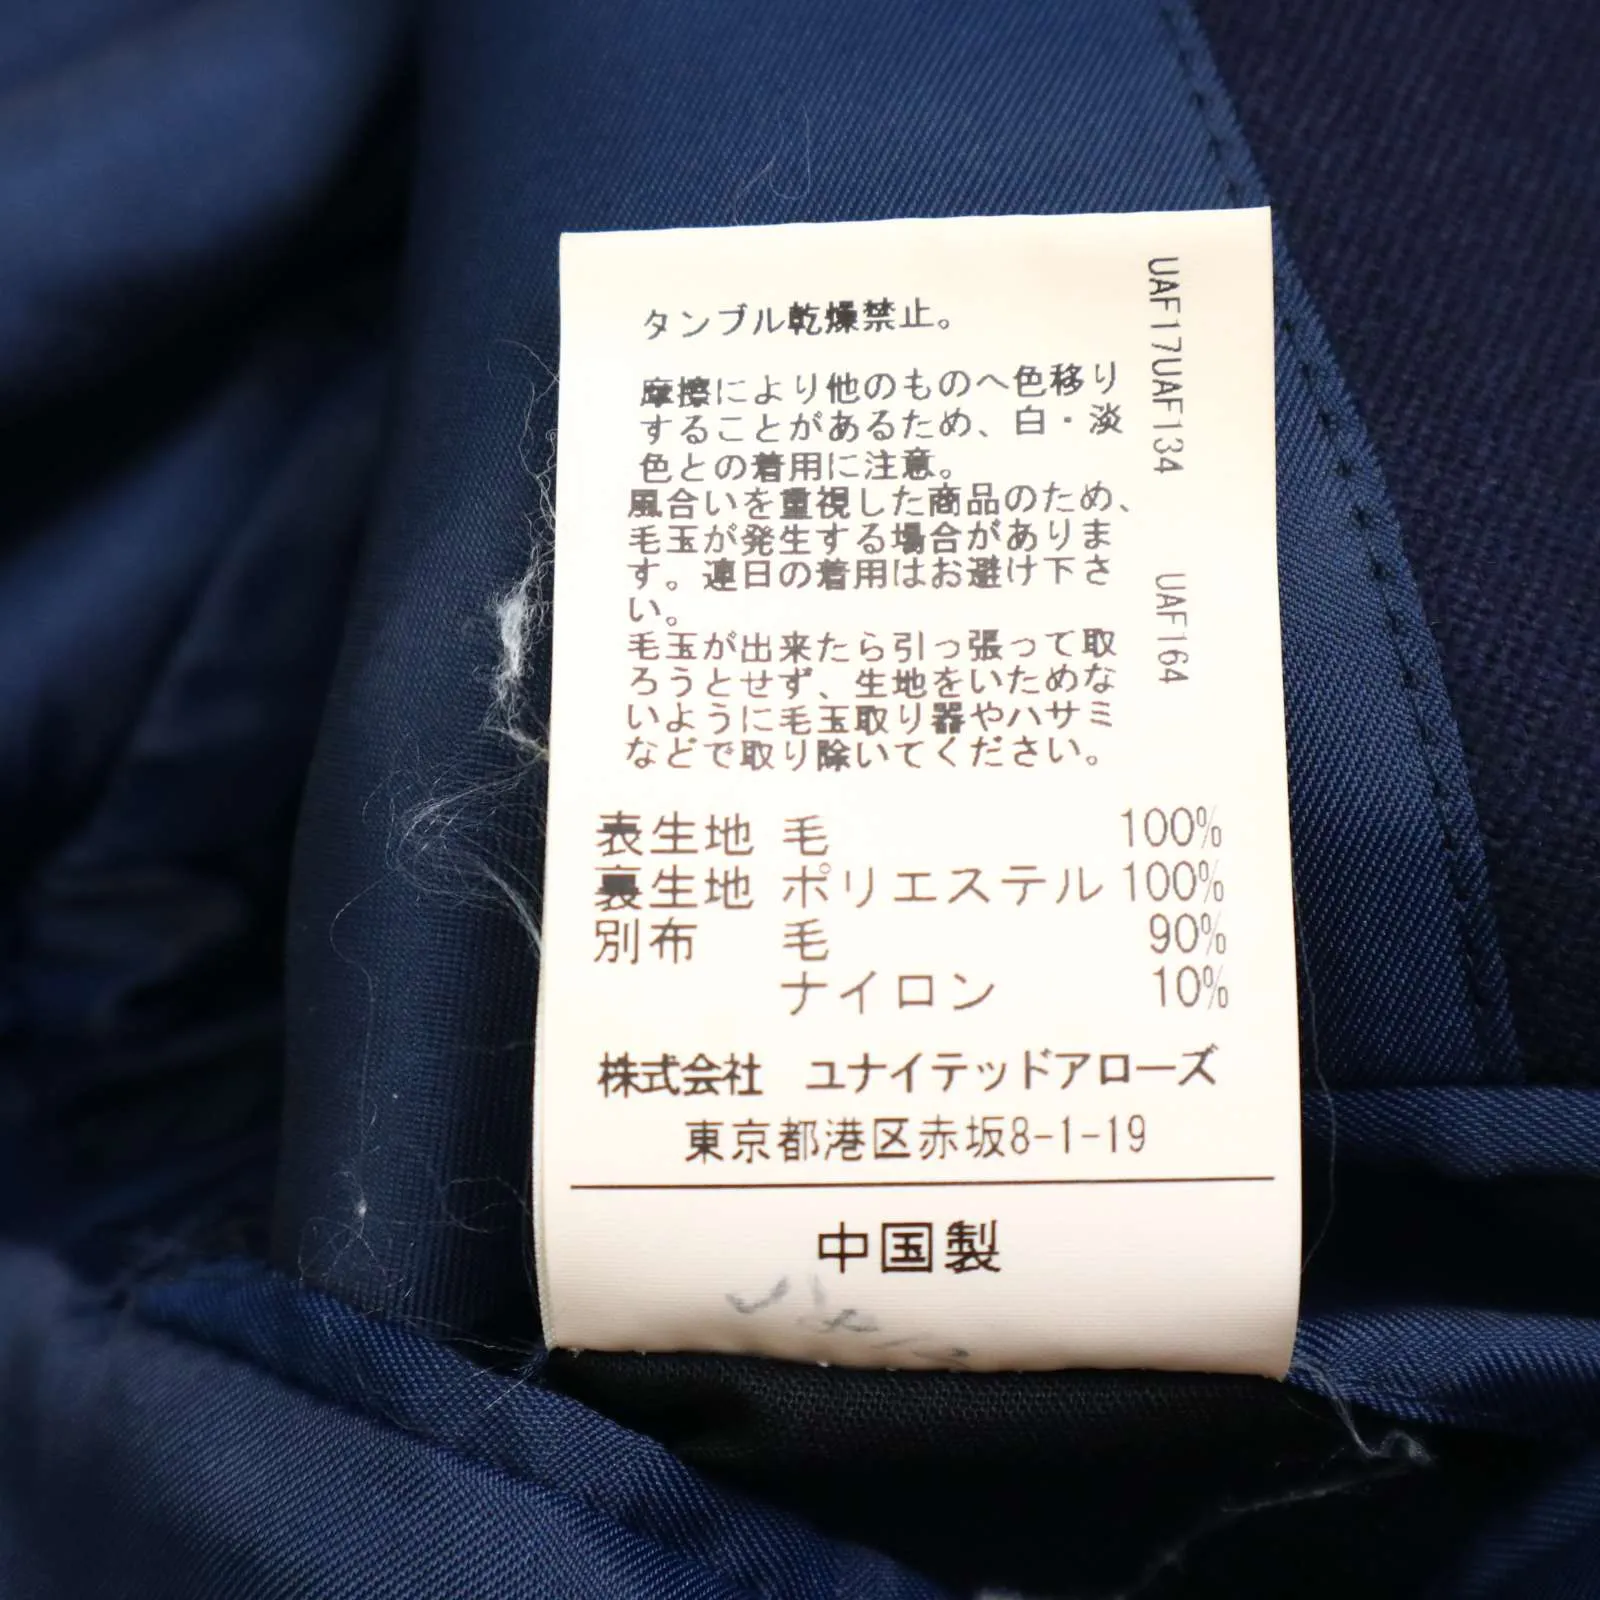 タンブル乾燥禁止。
摩擦により他のものへ色移り
することがあるため、白・淡
色との着用に注意。
風合いを重視した商品のため、
毛玉が発生する場合がありま
す。連日の着用はお避け下さ
い。
毛玉が出来たら引っ張って取
ろうとせず、生地をいためな
いように毛玉取り器やハサミ
などで取り除いてください。
表生地 毛 100%
裏生地 ポリエステル 100%
別布 毛 90%
ナイロン 10%
株式会社 ユナイテッドアローズ
東京都港区赤坂8-1-19
中国製
UAF17UAF134 UAF164